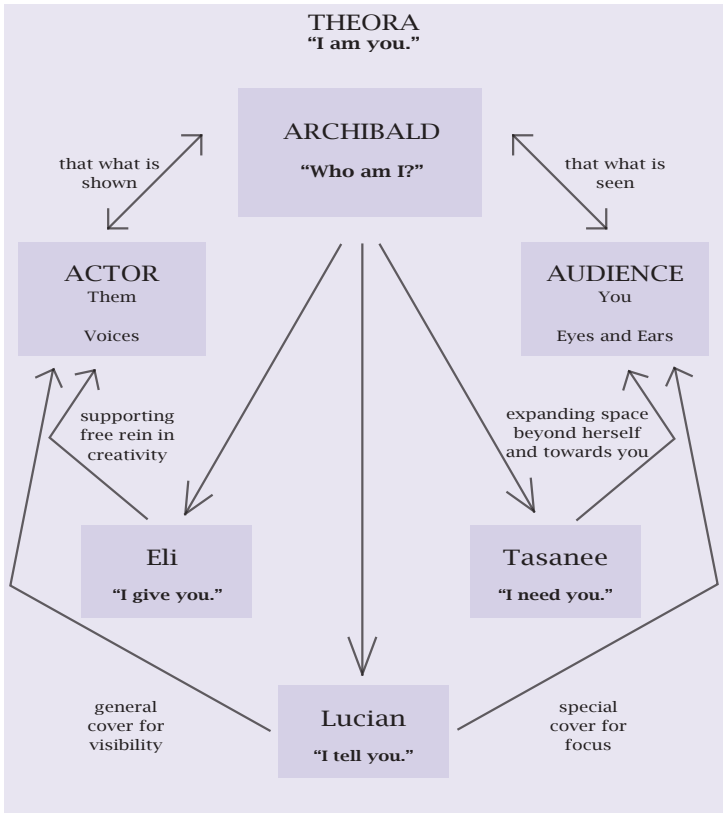 THEORA
“I am you.”
ARCHIBALD
“Who am I?”
that what is
shown
that what is
seen
ACTOR
Them
Voices
AUDIENCE
You
Eyes and Ears
supporting
free rein in
creativity
expanding space
beyond herself
and towards you
Eli
“I give you.”
Tasanee
“I need you.”
Lucian
“I tell you.”
general
cover for
visibility
special
cover for
focus